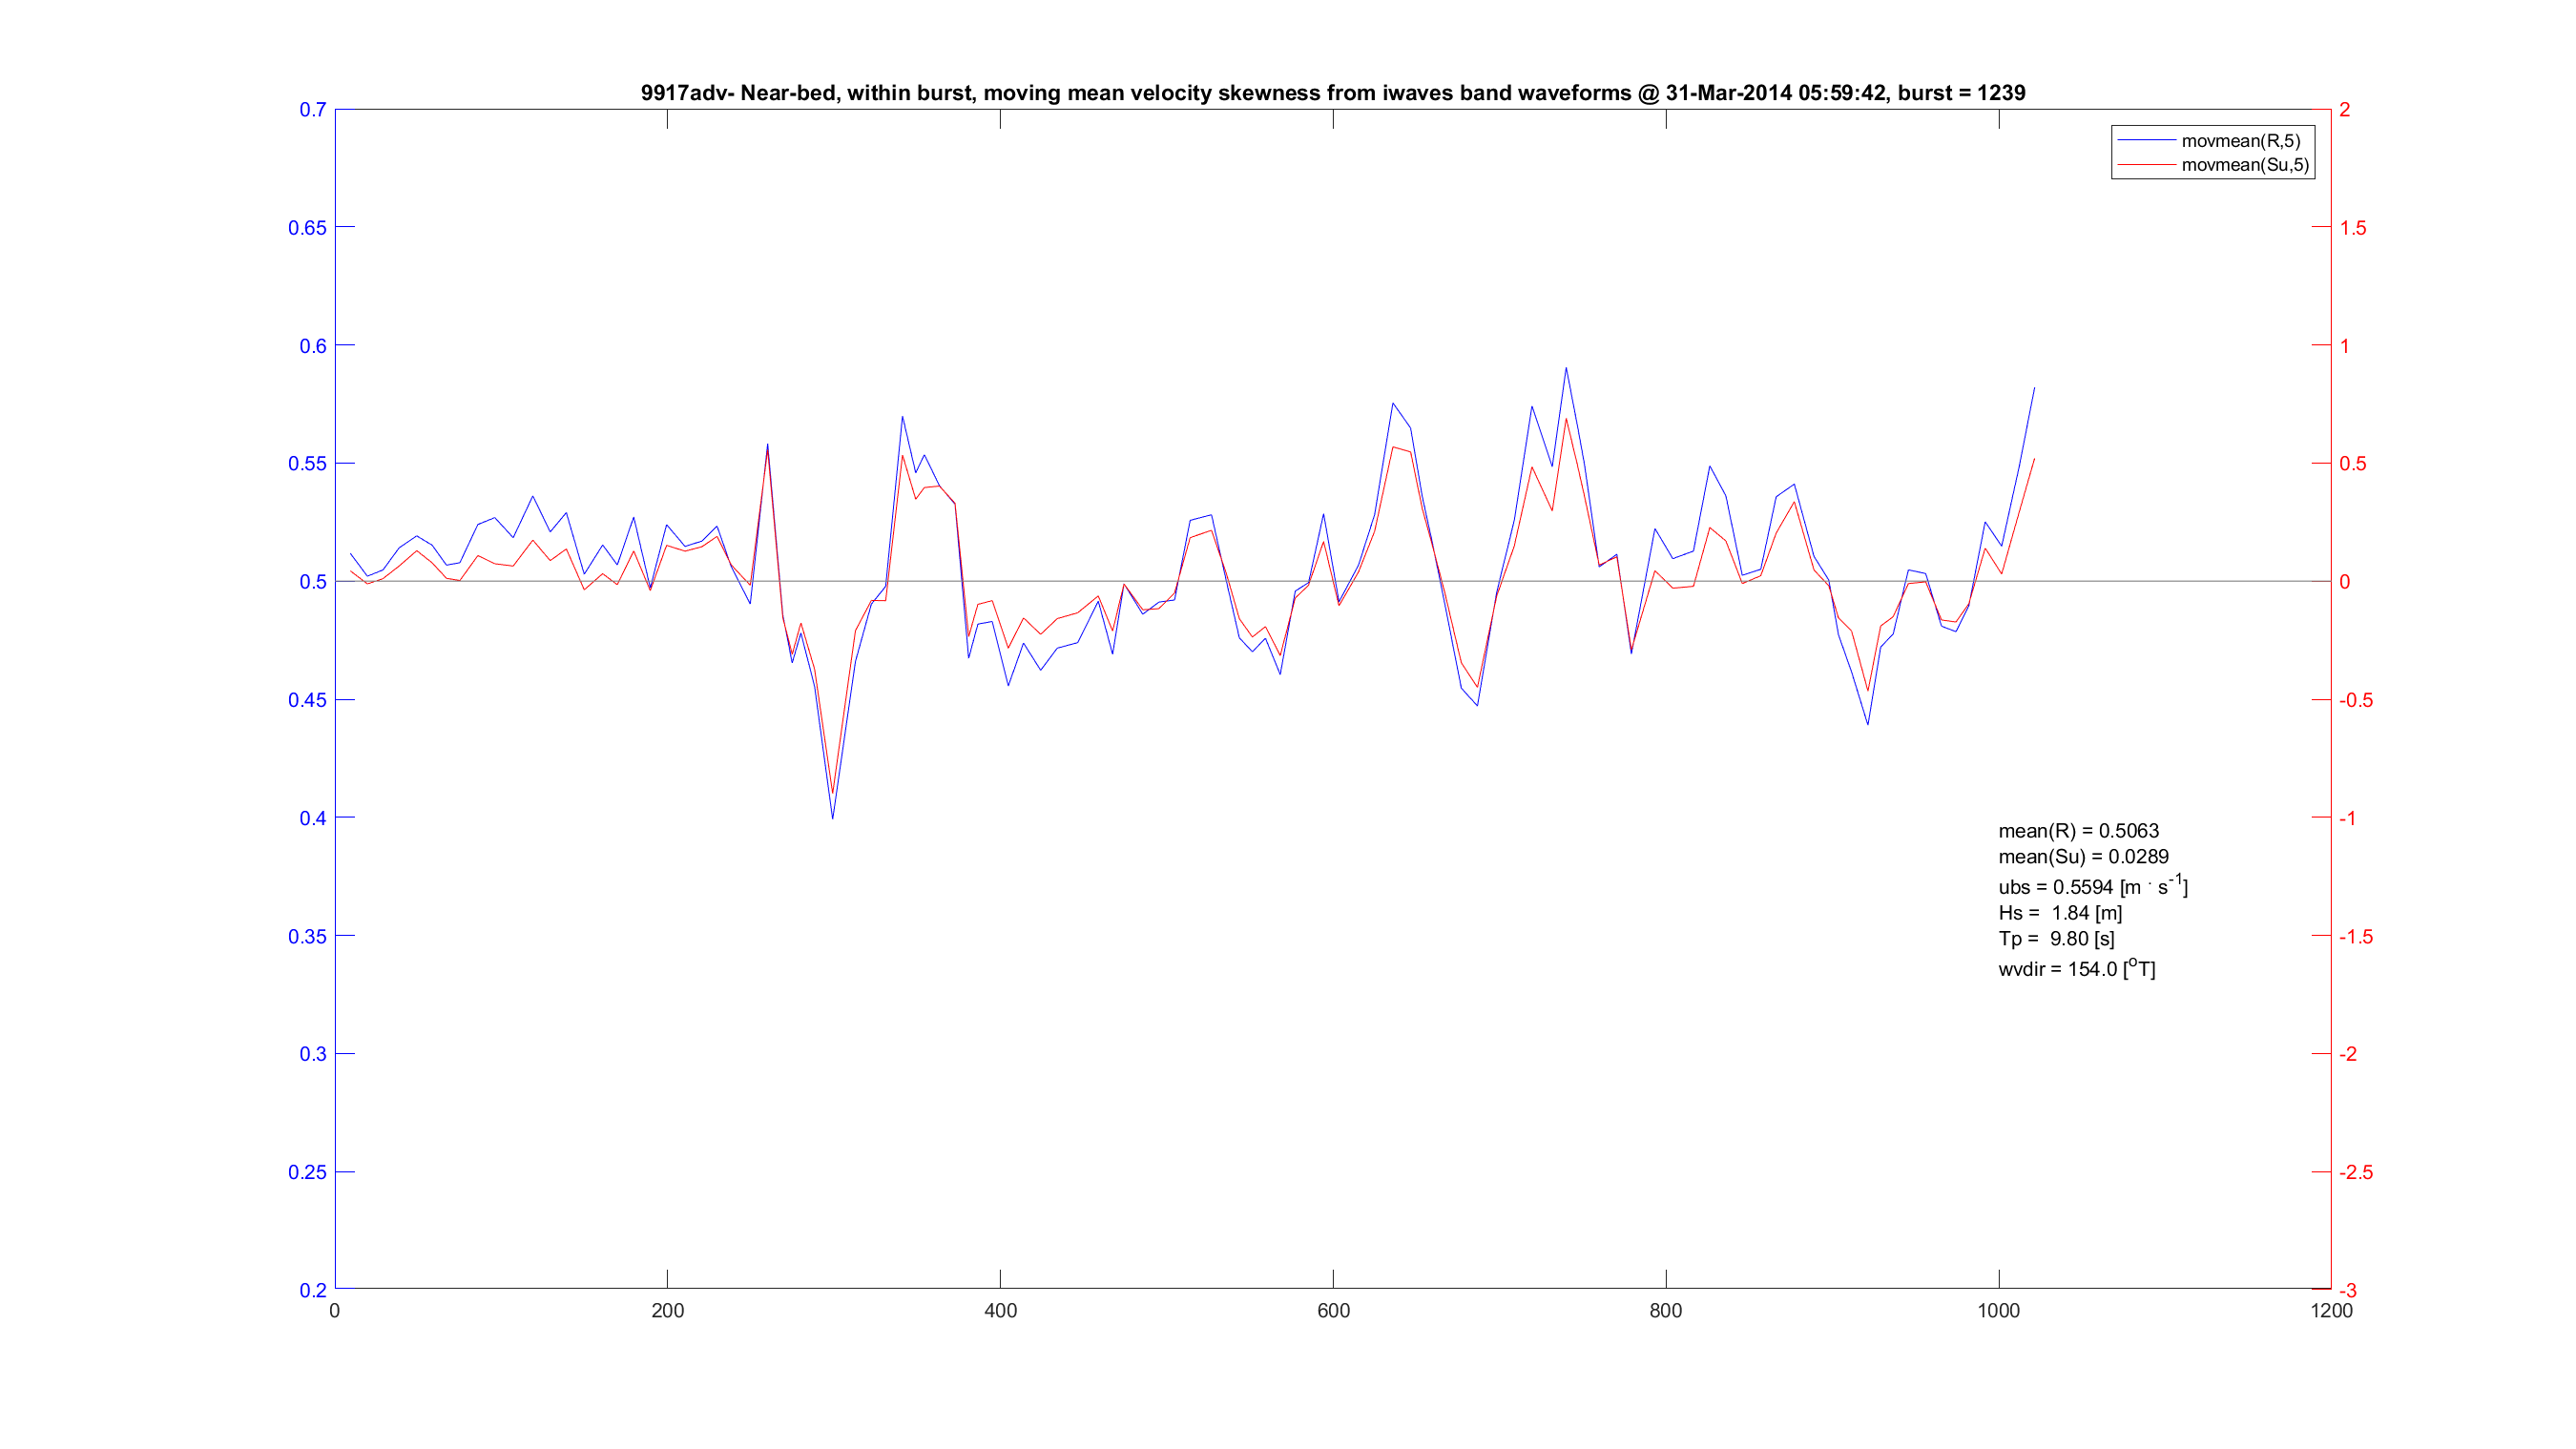 9917adv- Near-bed, within burst, moving mean velocity skewness from iwaves band waveforms @ 31-Mar-2014 05:59:42, burst = 1239
movmean(R,5)
movmean(Su,5)
0.7
0.65
0.6
0.55
0.5
0.45
0.4
0.35
0.3
0.25
0.2
2
1.5
1
0.5
0
-0.5
-1
-1.5
-2
-2.5
-3
mean(R) = 0.5063
mean(Su) = 0.0289
ubs = 0.5594 [m · s⁻¹]
Hs = 1.84 [m]
Tp = 9.80 [s]
wvdir = 154.0 [ᵒT]
0 200 400 600 800 1000 1200